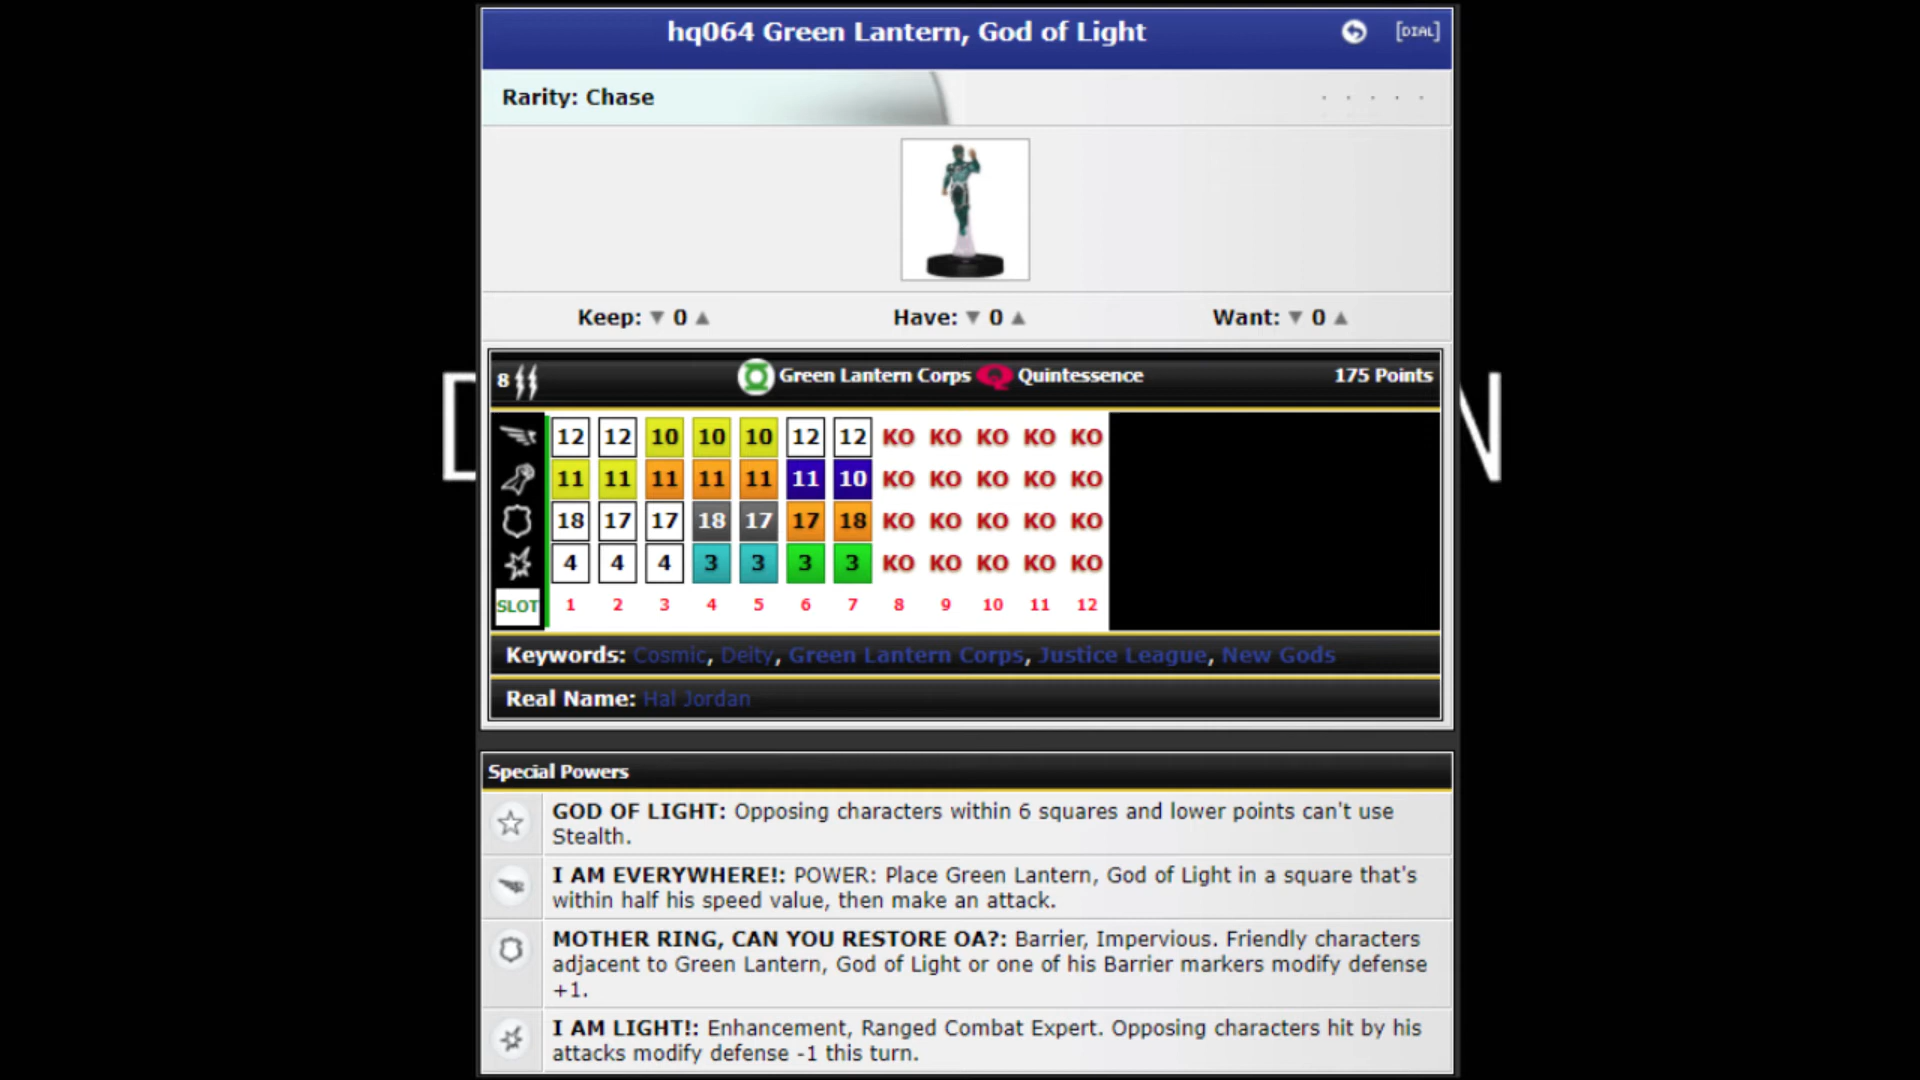 hq064 Green Lantern, God of Light
[DIAL]
Rarity: Chase
Keep: ▼ 0 ▲ Have: ▼ 0 ▲ Want: ▼ 0 ▲
8 Green Lantern Corps Quintessence 175 Points
D N
12 12 10 10 10 12 12 KO KO KO KO KO
11 11 11 11 11 11 10 KO KO KO KO KO
18 17 17 18 17 17 18 KO KO KO KO KO
4 4 4 3 3 3 3 KO KO KO KO KO
SLOT 1 2 3 4 5 6 7 8 9 10 11 12
Keywords: Cosmic, Deity, Green Lantern Corps, Justice League, New Gods
Real Name: Hal Jordan
Special Powers
GOD OF LIGHT: Opposing characters within 6 squares and lower points can't use
Stealth.
I AM EVERYWHERE!: POWER: Place Green Lantern, God of Light in a square that's
within half his speed value, then make an attack.
MOTHER RING, CAN YOU RESTORE OA?: Barrier, Impervious. Friendly characters
adjacent to Green Lantern, God of Light or one of his Barrier markers modify defense
+1.
I AM LIGHT!: Enhancement, Ranged Combat Expert. Opposing characters hit by his
attacks modify defense -1 this turn.